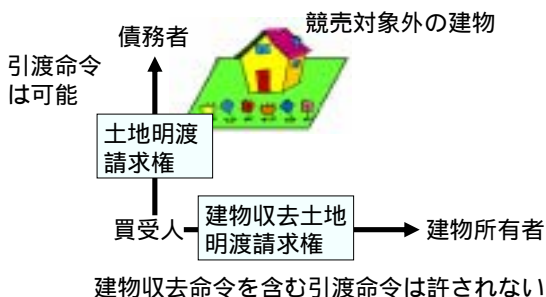 債務者
競売対象外の建物
引渡命令
は可能
土地明渡
請求権
買受人
建物収去土地
明渡請求権
建物所有者
建物収去命令を含む引渡命令は許されない